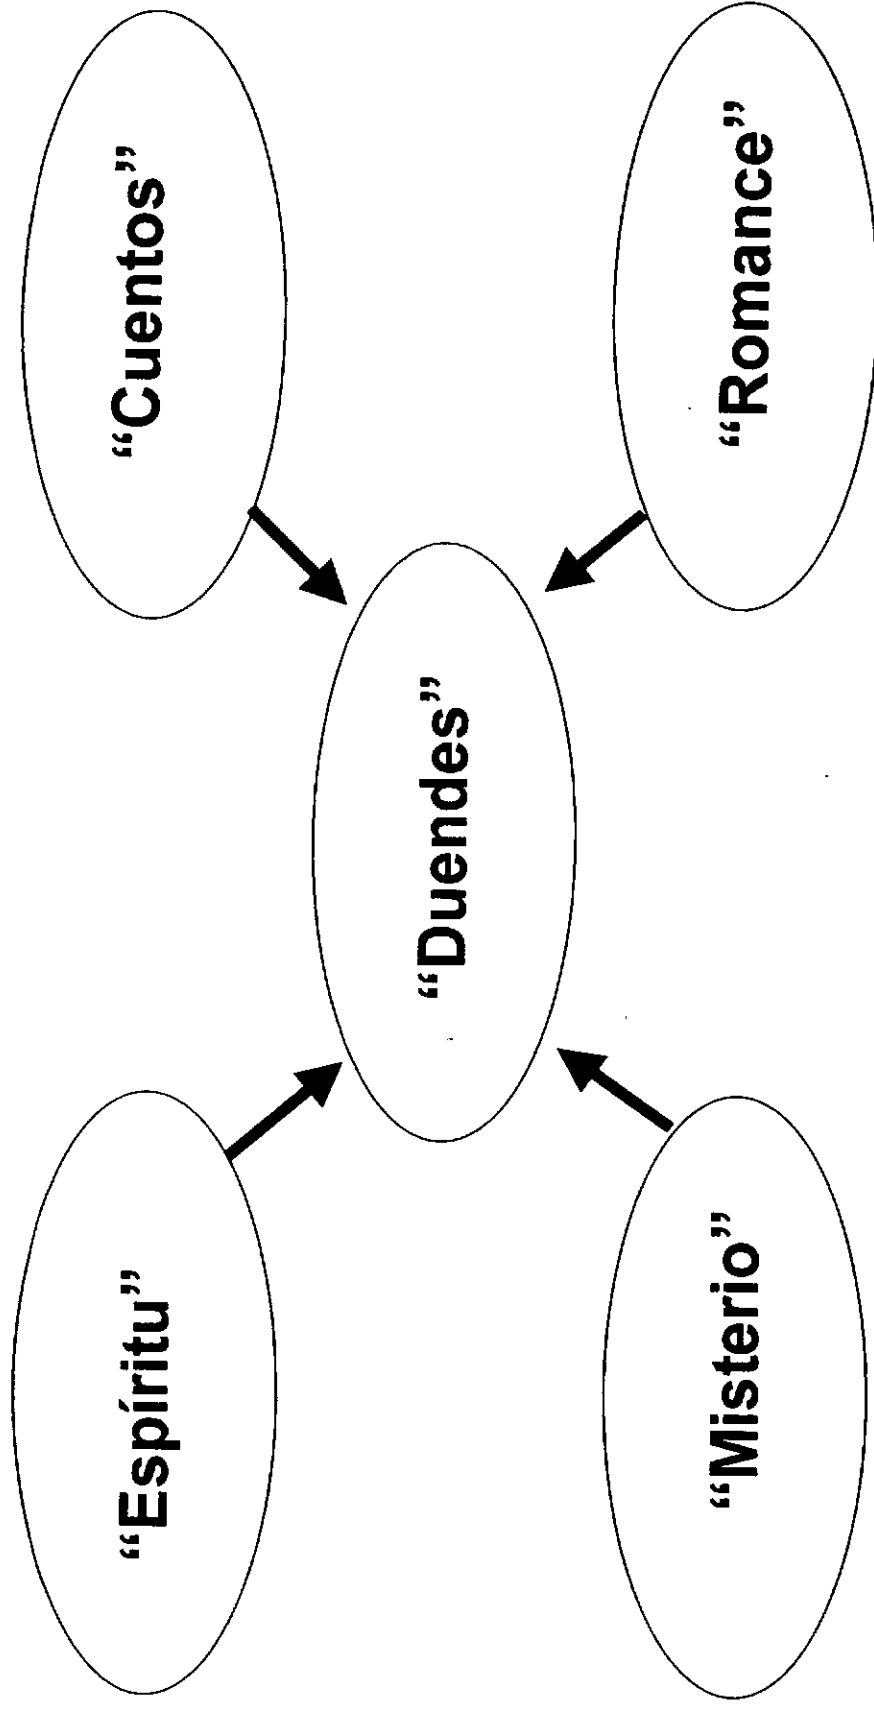 “Espíritu”
“Cuentos”
“Duendes”
“Misterio”
“Romance”